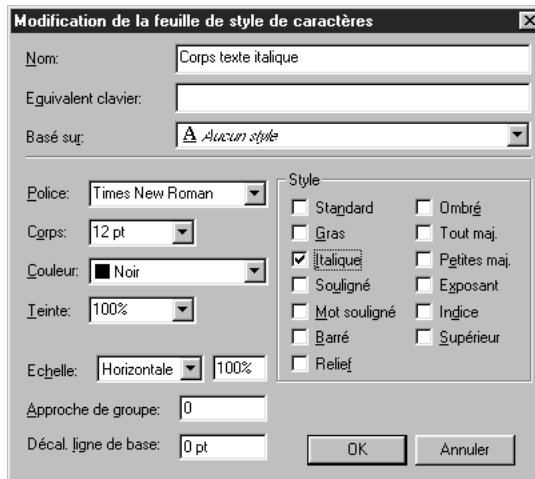 Modification de la feuille de style de caractères
Nom: Corps texte italique
Equivalent clavier:
Basé sur: A Aucun style
Style
Police: Times New Roman
Standard Ombré
Corps: 12 pt
Gras Tout maj.
Couleur: Noir
Italique Petites maj.
Souligné Exposant
Teinte: 100%
Mot souligné Indice
Barré Supérieur
Echelle: Horizontale 100%
Relief
Approche de groupe: 0
Décal. ligne de base: 0 pt
OK Annuler